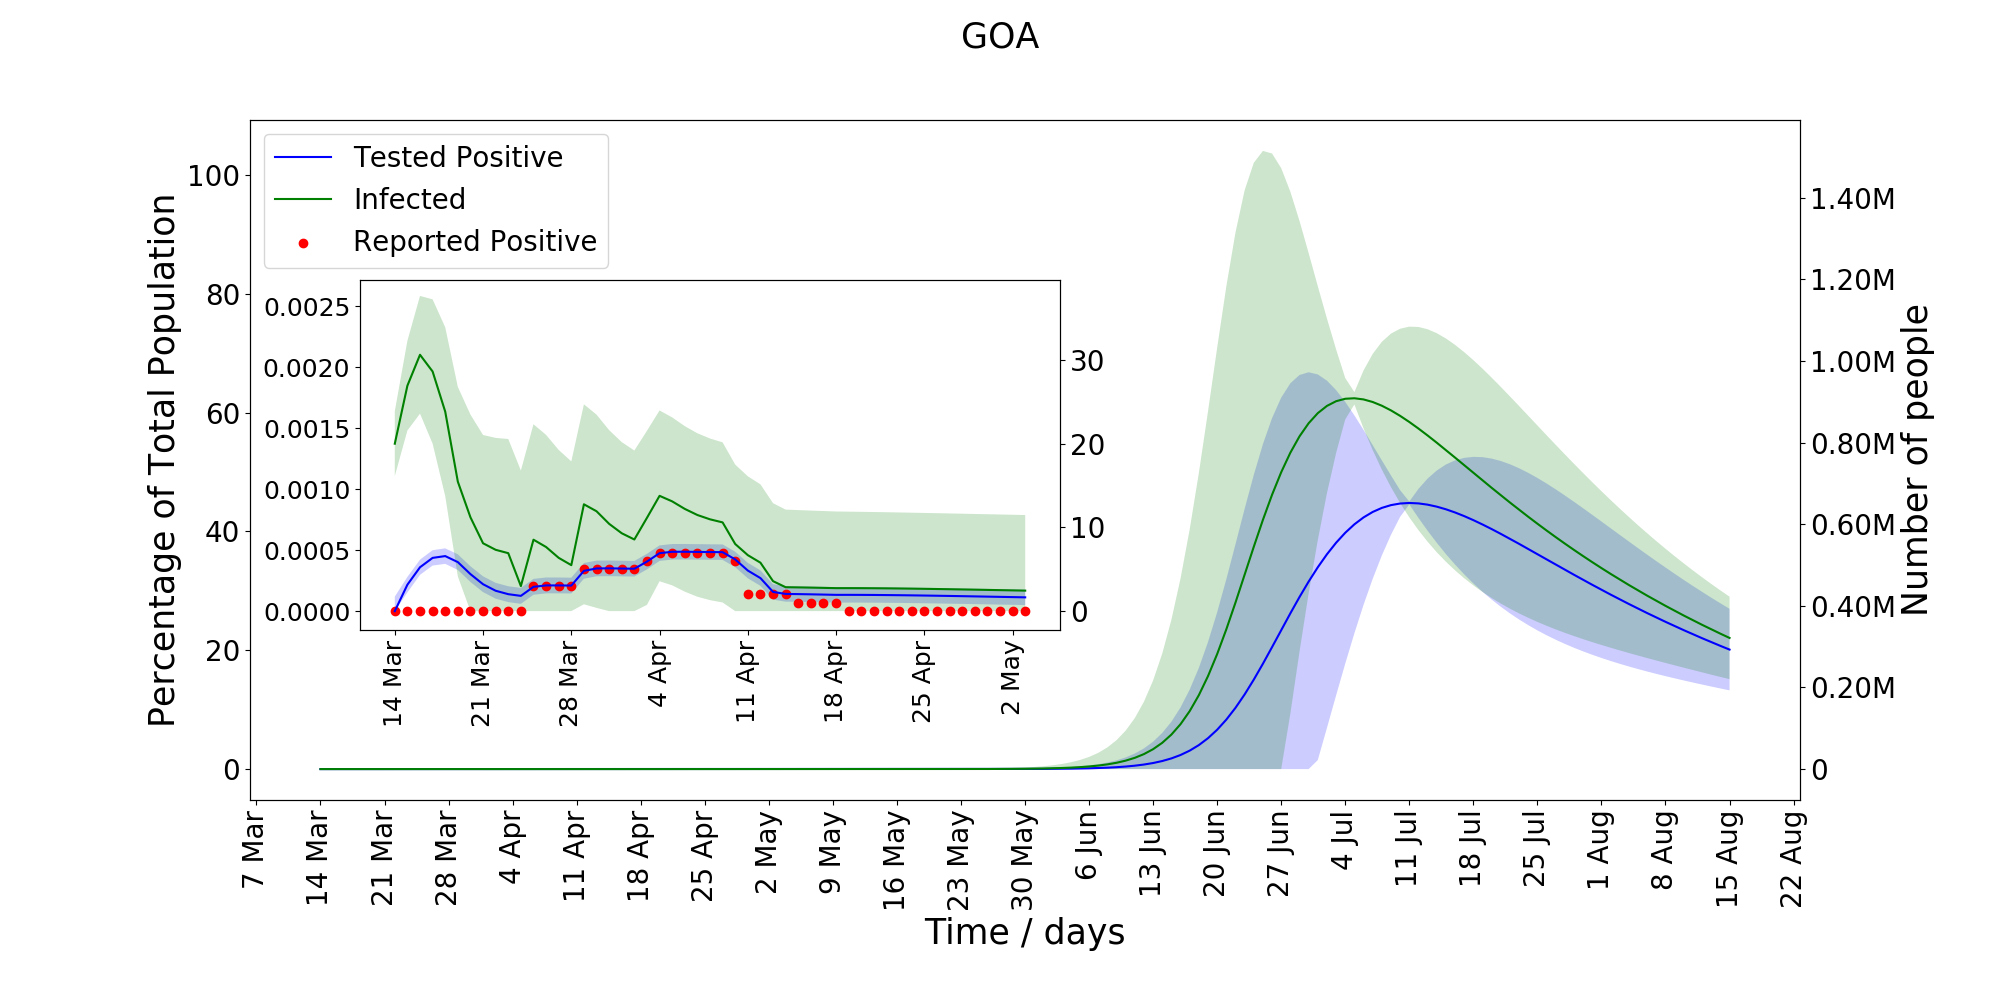 GOA
Tested Positive
Infected
Reported Positive
Percentage of Total Population
100
80
60
40
20
0
1.40M
1.20M
1.00M
0.80M
0.60M
0.40M
0.20M
0
Number of people
0.0025
0.0020
0.0015
0.0010
0.0005
0.0000
30
20
10
0
14 Mar
21 Mar
28 Mar
4 Apr
11 Apr
18 Apr
25 Apr
2 May
7 Mar
14 Mar
21 Mar
28 Mar
4 Apr
11 Apr
18 Apr
25 Apr
2 May
9 May
16 May
23 May
30 May
6 Jun
13 Jun
20 Jun
27 Jun
4 Jul
11 Jul
18 Jul
25 Jul
1 Aug
8 Aug
15 Aug
22 Aug
Time / days